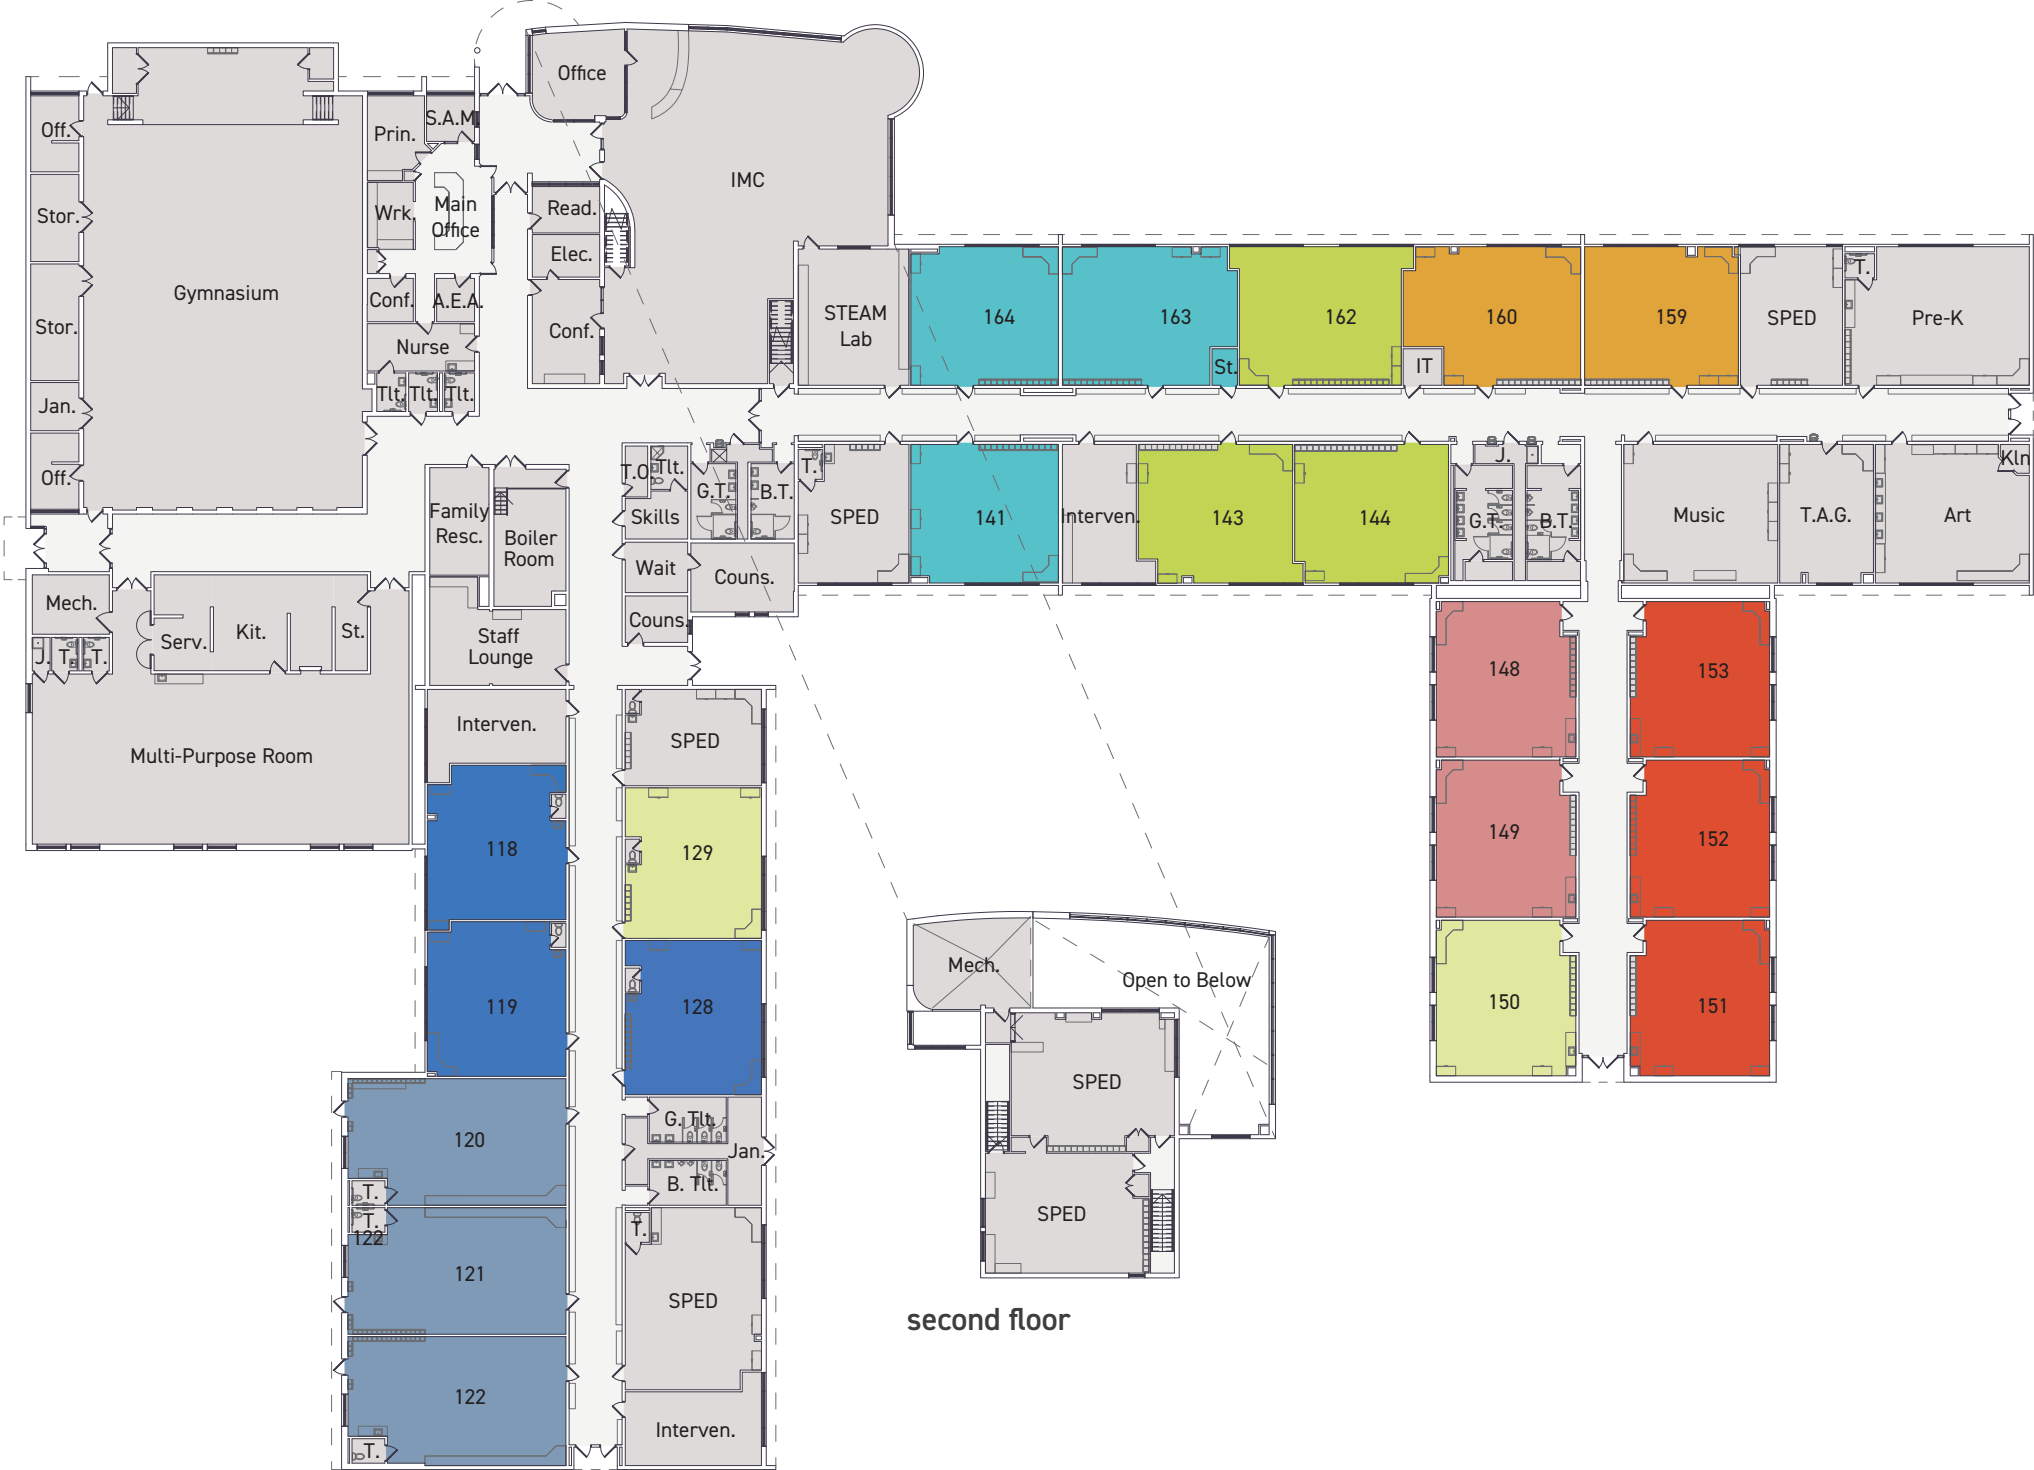 Office
S.A.M.
Off.
Prin.
IMC
Read.
Stor.
Wrk.
Main
Office
Elec.
Gymnasium
Conf.
A.E.A.
STEAM
Lab
164
163
162
160
159
SPED
T.
Pre-K
Stor.
Conf.
Nurse
St.
IT
Tlt.
Tlt.
Tlt.
Jan.
Off.
T.O.
Tlt.
G.T.
B.T.
T.
J.
Kln
Family
Resc.
Skills
SPED
141
Interven.
143
144
G.T.
B.T.
Music
T.A.G.
Art
Boiler
Room
Wait
Couns.
Mech.
Couns.
Serv.
Kit.
St.
J.
T.
T.
Staff
Lounge
148
153
Interven.
SPED
Multi-Purpose Room
118
129
149
152
Mech.
Open to Below
119
128
150
151
SPED
120
G. Tlt.
Jan.
B. Tlt.
T.
T.
122
T.
SPED
121
SPED
second floor
122
Interven.
T.